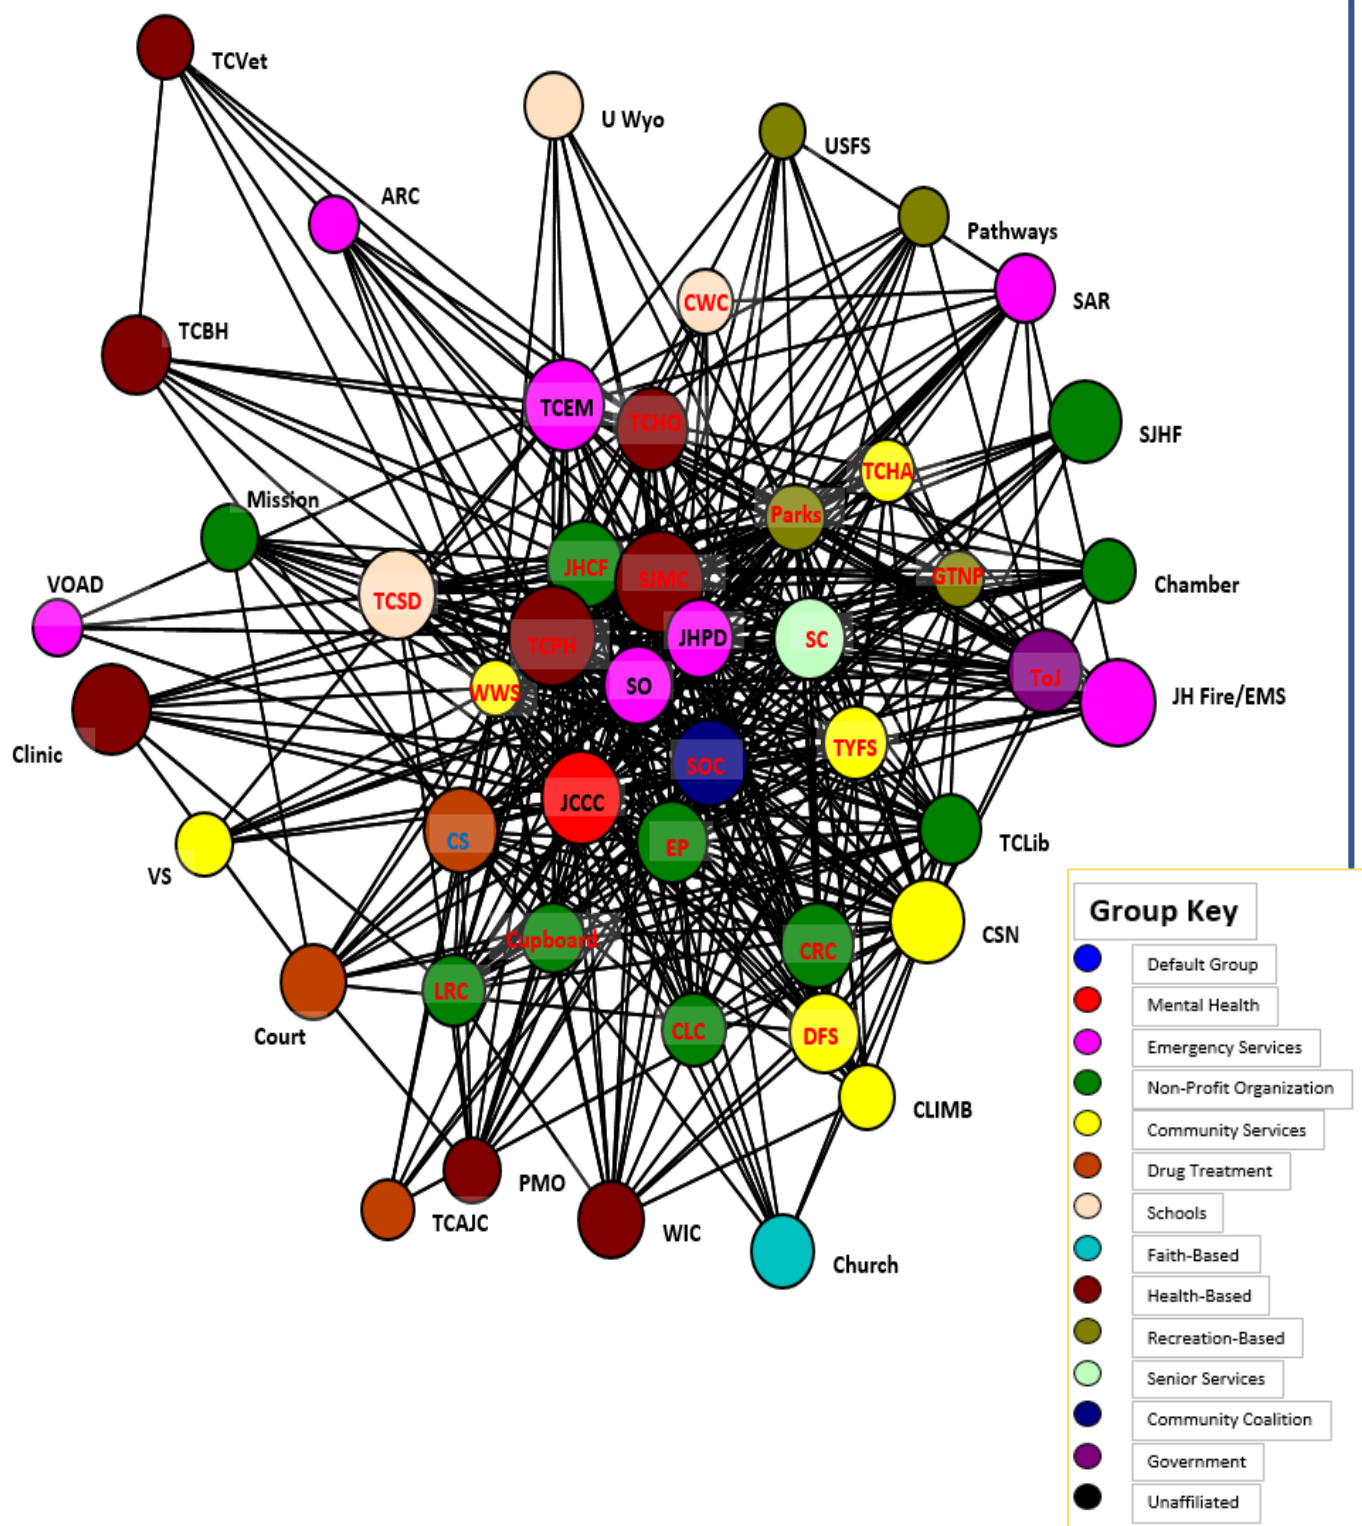 TCVet
U Wyo
USFS
ARC
Pathways
CWC
SAR
TCBH
TCEM
TCHO
SJHF
TCHA
Mission
Parks
JHCF
SJMC
GTNP
VOAD
TCSD
Chamber
TCPH
JHPD
SC
ToJ
WWS
SO
JH Fire/EMS
Clinic
TYFS
SOC
JCCC
CS
EP
TCLib
VS
Cupboard
CRC
CSN
LRC
Court
CLC
DFS
CLIMB
PMO
TCAJC
WIC
Church
Group Key
Default Group
Mental Health
Emergency Services
Non-Profit Organization
Community Services
Drug Treatment
Schools
Faith-Based
Health-Based
Recreation-Based
Senior Services
Community Coalition
Government
Unaffiliated